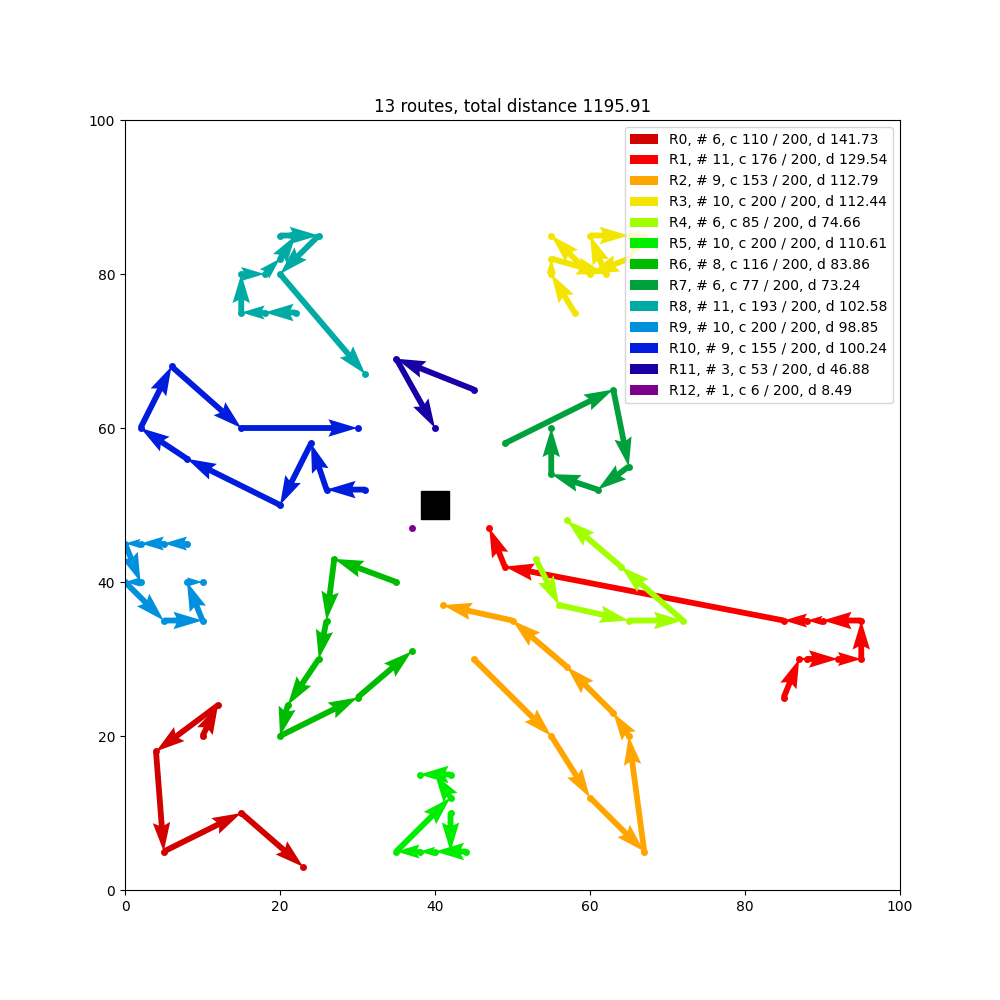 13 routes, total distance 1195.91
100
80
60
40
20
0
0 20 40 60 80 100
R0, # 6, c 110 / 200, d 141.73
R1, # 11, c 176 / 200, d 129.54
R2, # 9, c 153 / 200, d 112.79
R3, # 10, c 200 / 200, d 112.44
R4, # 6, c 85 / 200, d 74.66
R5, # 10, c 200 / 200, d 110.61
R6, # 8, c 116 / 200, d 83.86
R7, # 6, c 77 / 200, d 73.24
R8, # 11, c 193 / 200, d 102.58
R9, # 10, c 200 / 200, d 98.85
R10, # 9, c 155 / 200, d 100.24
R11, # 3, c 53 / 200, d 46.88
R12, # 1, c 6 / 200, d 8.49